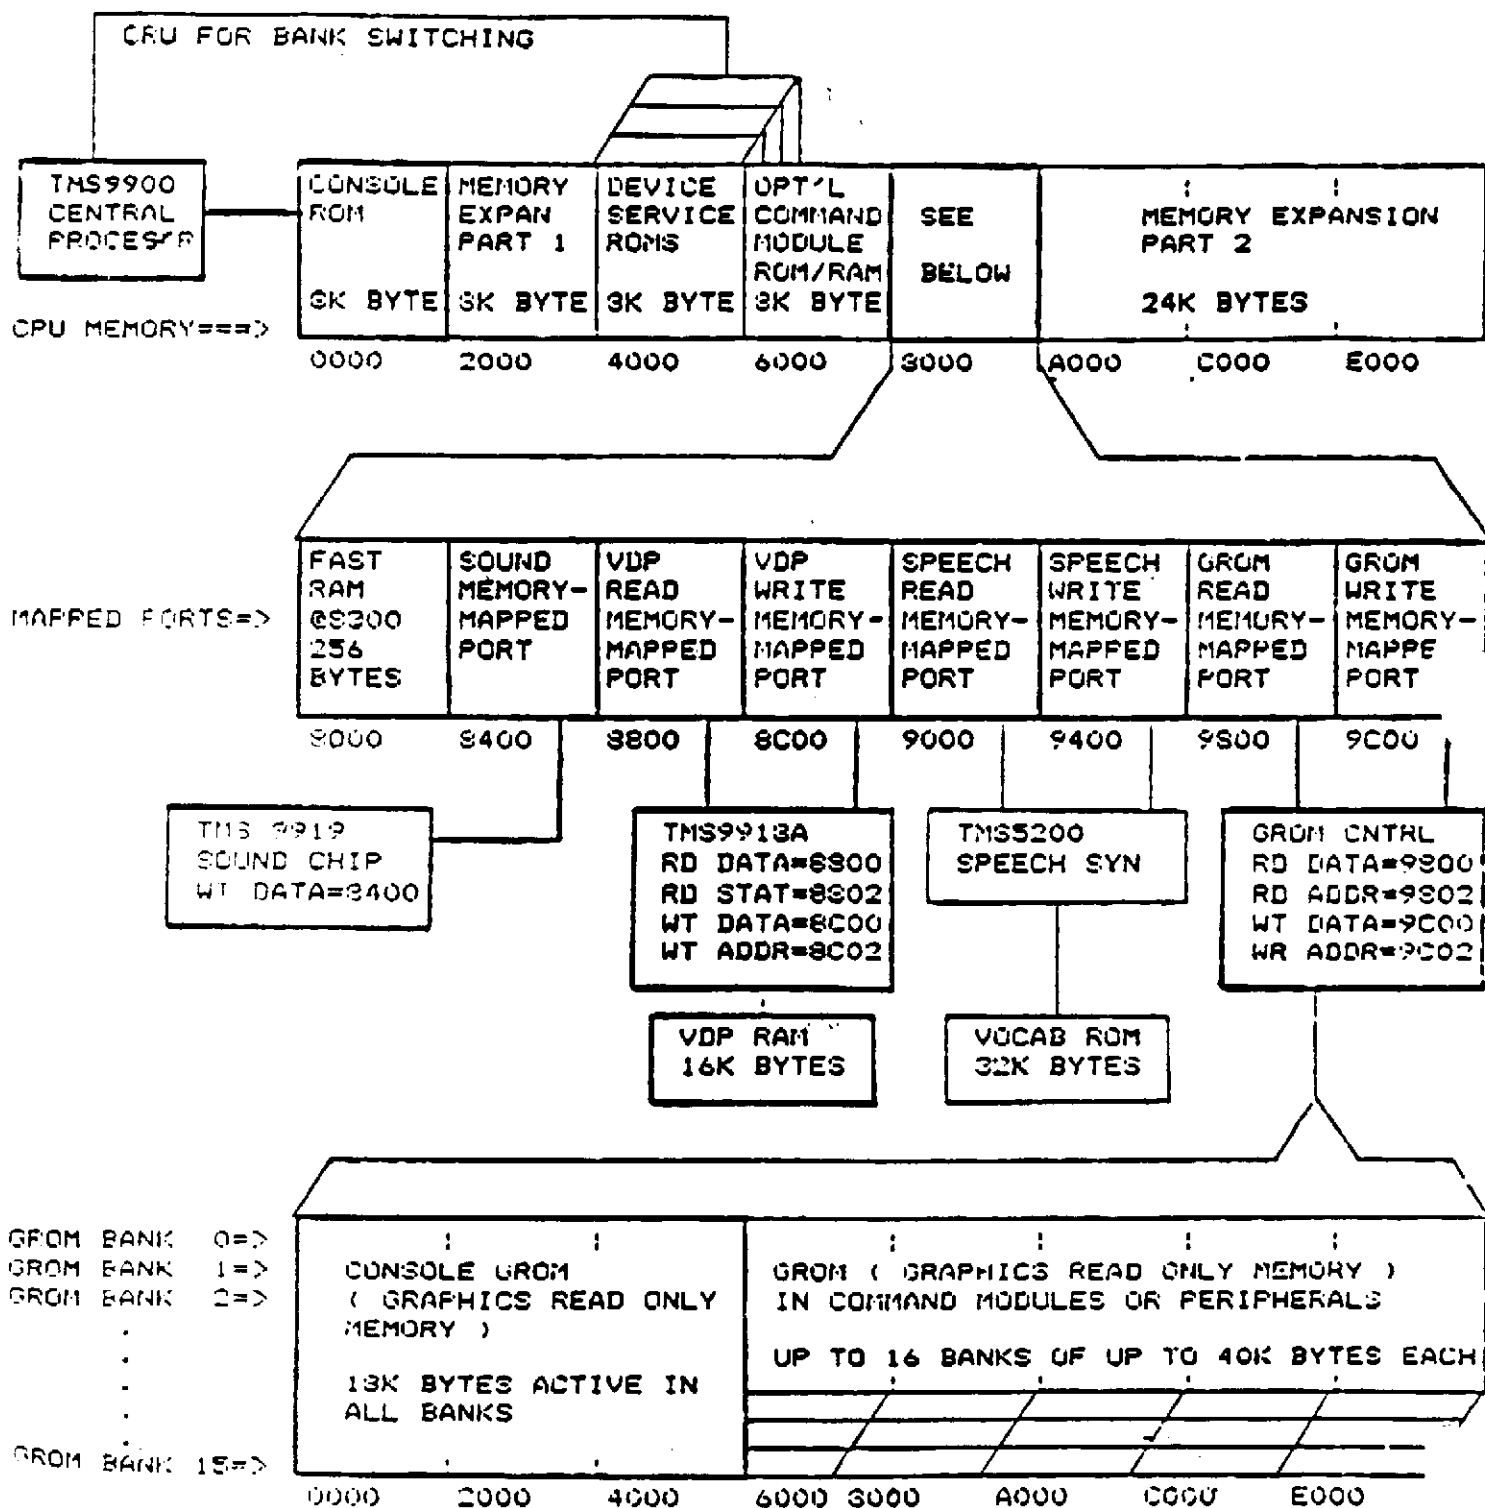 CRU FOR BANK SWITCHING
TMS9900
CENTRAL
PROCES'R
CONSOLE
ROM
8K BYTE
MEMORY
EXPAN
PART 1
8K BYTE
DEVICE
SERVICE
ROMS
8K BYTE
OPT'L
COMMAND
MODULE
ROM/RAM
8K BYTE
SEE
BELOW
MEMORY EXPANSION
PART 2
24K BYTES
CPU MEMORY===>
0000 2000 4000 6000 8000 A000 C000 E000
MAPPED PORTS=>
FAST
RAM
@8300
256
BYTES
SOUND
MEMORY-
MAPPED
PORT
VDP
READ
MEMORY-
MAPPED
PORT
VDP
WRITE
MEMORY-
MAPPED
PORT
SPEECH
READ
MEMORY-
MAPPED
PORT
SPEECH
WRITE
MEMORY-
MAPPED
PORT
GROM
READ
MEMORY-
MAPPED
PORT
GROM
WRITE
MEMORY-
MAPPE
PORT
8000 8400 8800 8C00 9000 9400 9800 9C00
TMS 9919
SOUND CHIP
WT DATA=8400
TMS9918A
RD DATA=8800
RD STAT=8802
WT DATA=8C00
WT ADDR=8C02
TMS5200
SPEECH SYN
GROM CNTRL
RD DATA=9800
RD ADDR=9802
WT DATA=9C00
WR ADDR=9C02
VDP RAM
16K BYTES
VOCAB ROM
32K BYTES
GROM BANK 0=>
GROM BANK 1=>
GROM BANK 2=>
GROM BANK 15=>
CONSOLE GROM
( GRAPHICS READ ONLY
MEMORY )
18K BYTES ACTIVE IN
ALL BANKS
GROM ( GRAPHICS READ ONLY MEMORY )
IN COMMAND MODULES OR PERIPHERALS
UP TO 16 BANKS OF UP TO 40K BYTES EACH
0000 2000 4000 6000 8000 A000 C000 E000